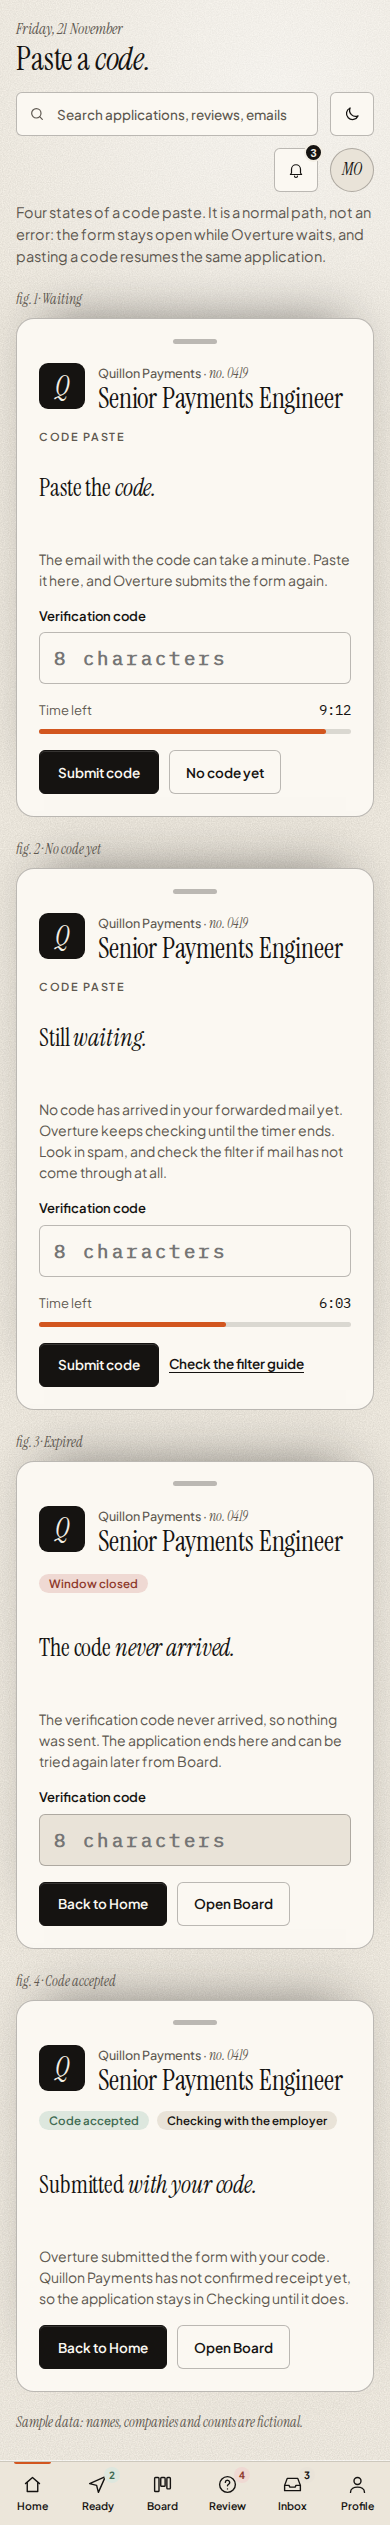 Friday, 21 November
Paste a code.
Search applications, reviews, emails
3
MO
Four states of a code paste. It is a normal path, not an
error: the form stays open while Overture waits, and
pasting a code resumes the same application.
fig. 1 · Waiting
Q
Quillon Payments · no. 0419
Senior Payments Engineer
CODE PASTE
Paste the code.
The email with the code can take a minute. Paste
it here, and Overture submits the form again.
Verification code
8 characters
Time left 9:12
Submit code No code yet
fig. 2 · No code yet
Q
Quillon Payments · no. 0419
Senior Payments Engineer
CODE PASTE
Still waiting.
No code has arrived in your forwarded mail yet.
Overture keeps checking until the timer ends.
Look in spam, and check the filter if mail has not
come through at all.
Verification code
8 characters
Time left 6:03
Submit code Check the filter guide
fig. 3 · Expired
Q
Quillon Payments · no. 0419
Senior Payments Engineer
Window closed
The code never arrived.
The verification code never arrived, so nothing
was sent. The application ends here and can be
tried again later from Board.
Verification code
8 characters
Back to Home Open Board
fig. 4 · Code accepted
Q
Quillon Payments · no. 0419
Senior Payments Engineer
Code accepted Checking with the employer
Submitted with your code.
Overture submitted the form with your code.
Quillon Payments has not confirmed receipt yet,
so the application stays in Checking until it does.
Back to Home Open Board
Sample data: names, companies and counts are fictional.
2 4 3
Home Ready Board Review Inbox Profile